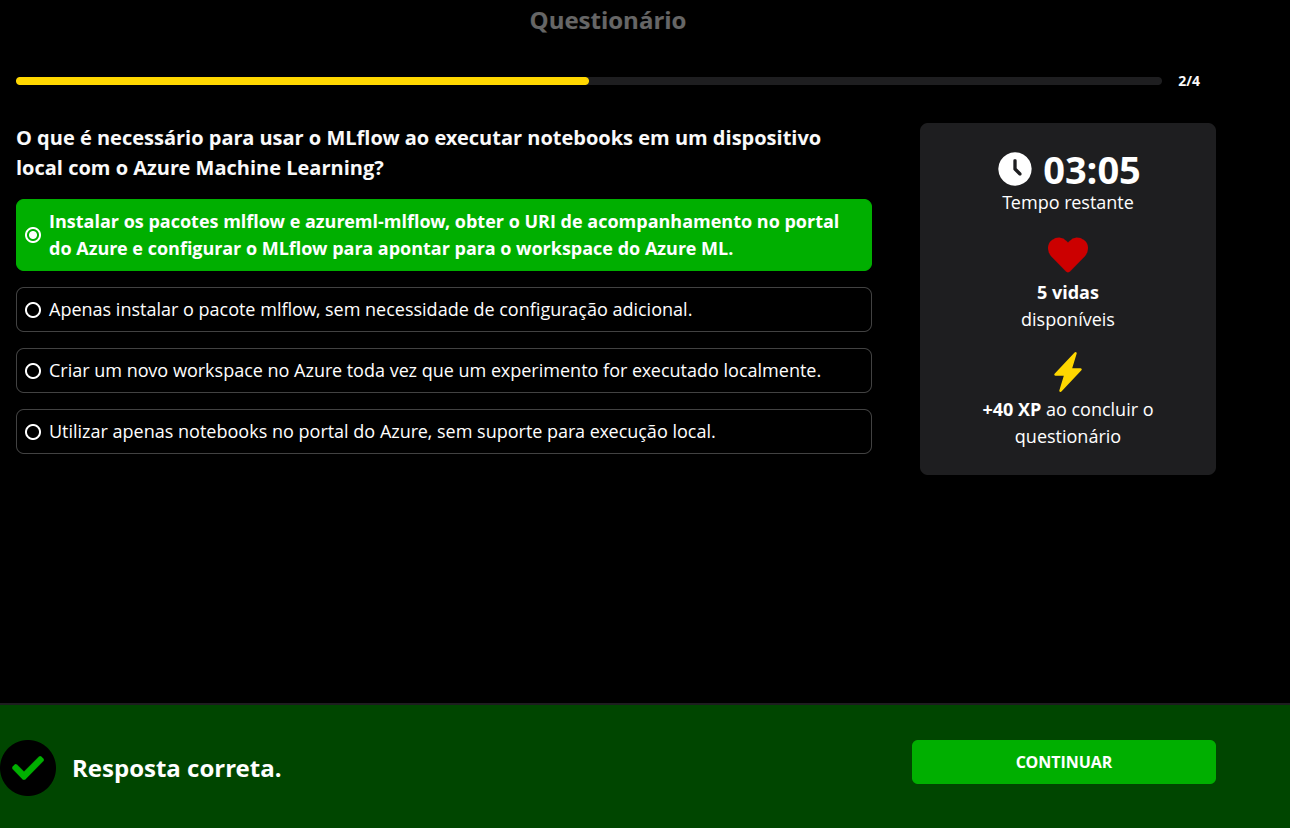 Questionário
2/4
O que é necessário para usar o MLflow ao executar notebooks em um dispositivo
local com o Azure Machine Learning?
Instalar os pacotes mlflow e azureml-mlflow, obter o URI de acompanhamento no portal
do Azure e configurar o MLflow para apontar para o workspace do Azure ML.
Apenas instalar o pacote mlflow, sem necessidade de configuração adicional.
Criar um novo workspace no Azure toda vez que um experimento for executado localmente.
Utilizar apenas notebooks no portal do Azure, sem suporte para execução local.
03:05
Tempo restante
5 vidas
disponíveis
+40 XP ao concluir o
questionário
Resposta correta.
CONTINUAR